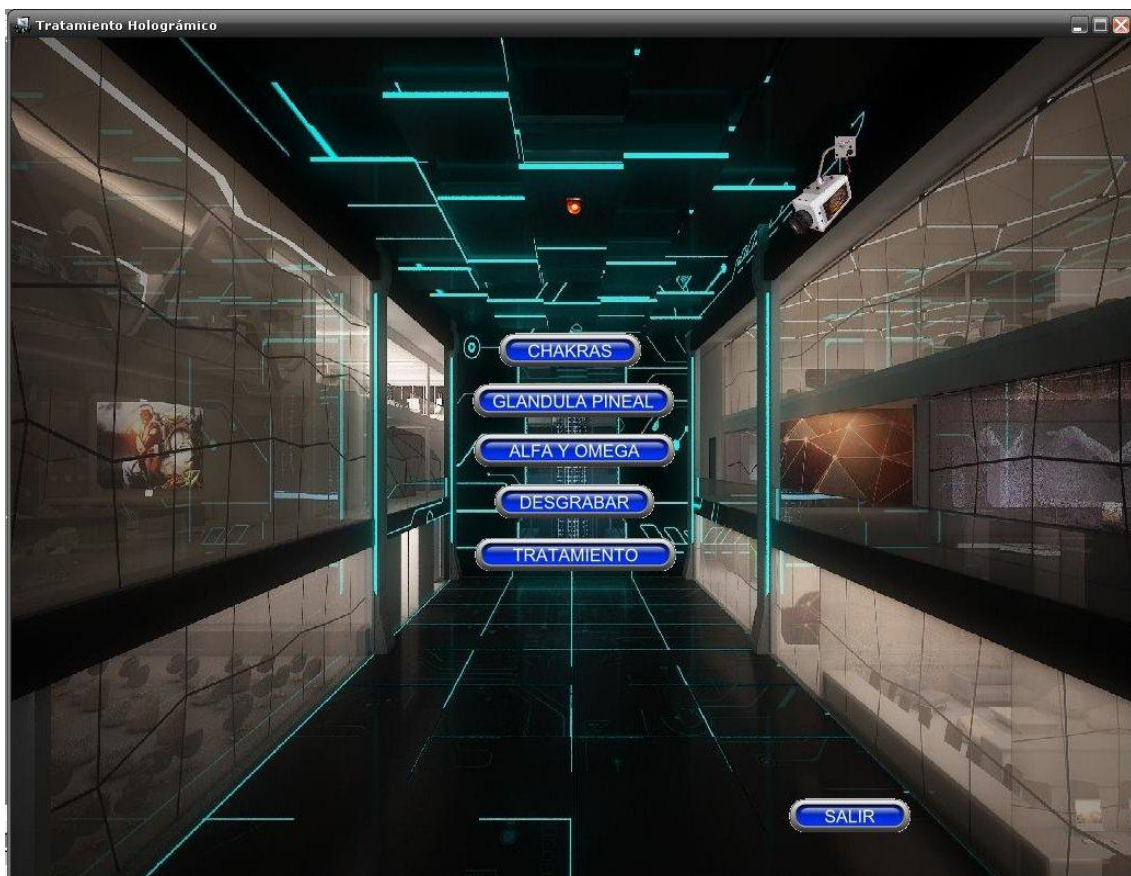 Tratamiento Holográmico
CHAKRAS
GLANDULA PINEAL
ALFA Y OMEGA
DESGRABAR
TRATAMIENTO
SALIR